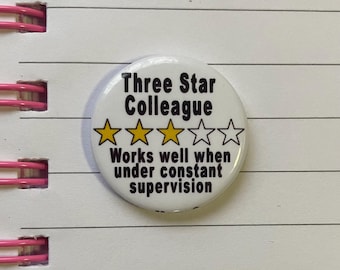 Three Star
Colleague
Works well when
under constant
supervision